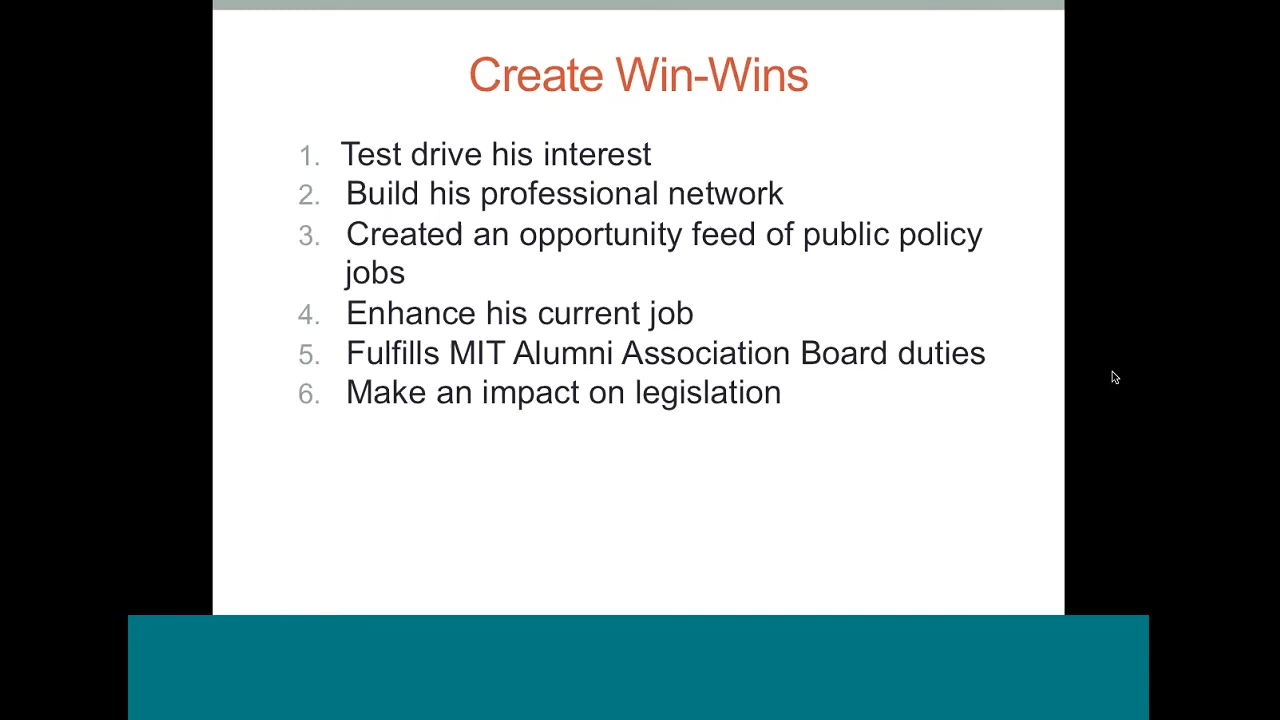 Create Win-Wins
1. Test drive his interest
2. Build his professional network
3. Created an opportunity feed of public policy
jobs
4. Enhance his current job
5. Fulfills MIT Alumni Association Board duties
6. Make an impact on legislation